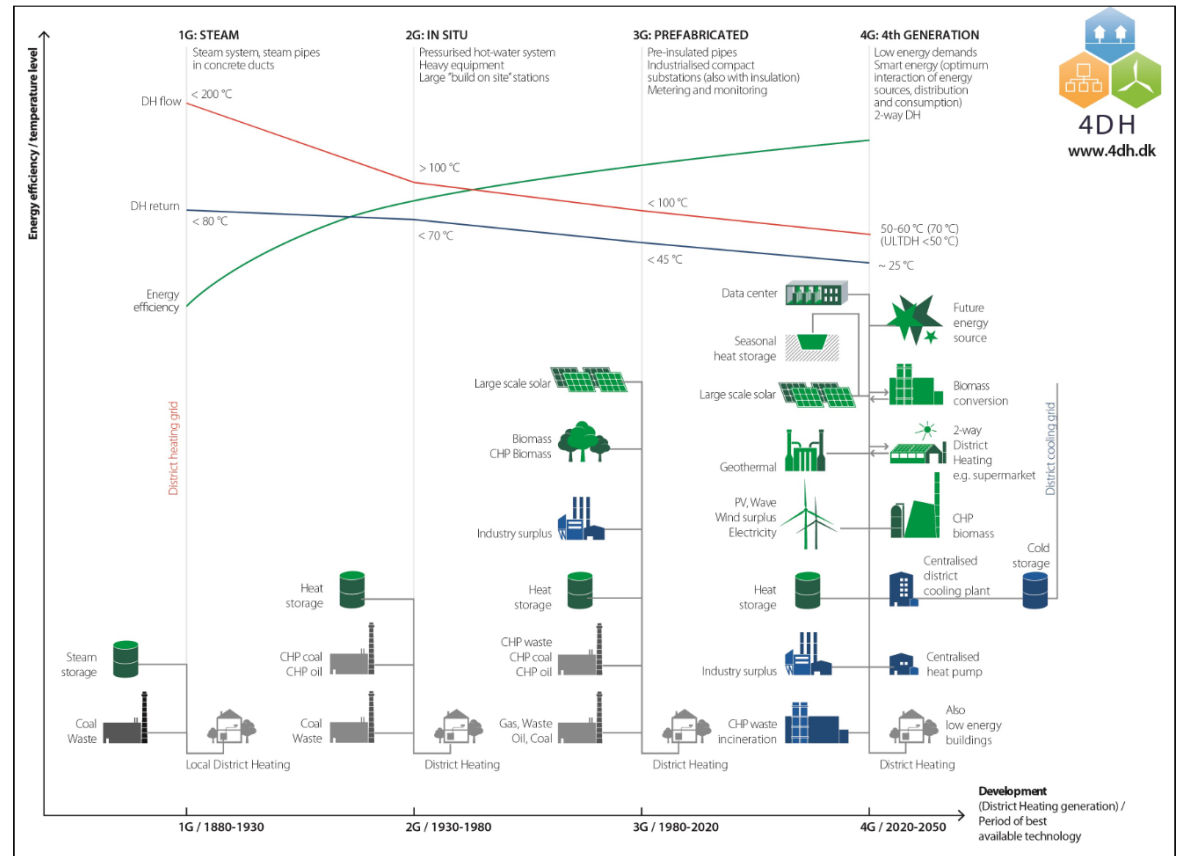 1G: STEAM
Steam system, steam pipes
in concrete ducts
2G: IN SITU
Pressurised hot-water system
Heavy equipment
Large "build on site" stations
3G: PREFABRICATED
Pre-insulated pipes
Industrialised compact
substations (also with insulation)
Metering and monitoring
4G: 4th GENERATION
Low energy demands
Smart energy (optimum
interaction of energy
sources, distribution
and consumption)
2-way DH
4DH
www.4dh.dk
Energy efficiency / temperature level
DH flow
< 200 °C
> 100 °C
< 100 °C
50-60 °C (70 °C)
(ULTDH <50 °C)
DH return
< 80 °C
< 70 °C
< 45 °C
~ 25 °C
Energy
efficiency
District heating grid
Steam
storage
Coal
Waste
Local District Heating
Heat
storage
CHP coal
CHP oil
Coal
Waste
District Heating
Large scale solar
Biomass
CHP Biomass
Industry surplus
Heat
storage
CHP waste
CHP coal
CHP oil
Gas, Waste
Oil, Coal
District Heating
Data center
Seasonal
heat storage
Large scale solar
Geothermal
PV, Wave
Wind surplus
Electricity
Heat
storage
Industry surplus
CHP waste
incineration
Future
energy
source
Biomass
conversion
2-way
District
Heating
e.g. supermarket
CHP
biomass
Centralised
district
cooling plant
Cold
storage
Centralised
heat pump
Also
low energy
buildings
District Heating
District cooling grid
1G / 1880-1930
2G / 1930-1980
3G / 1980-2020
4G / 2020-2050
Development
(District Heating generation) /
Period of best
available technology